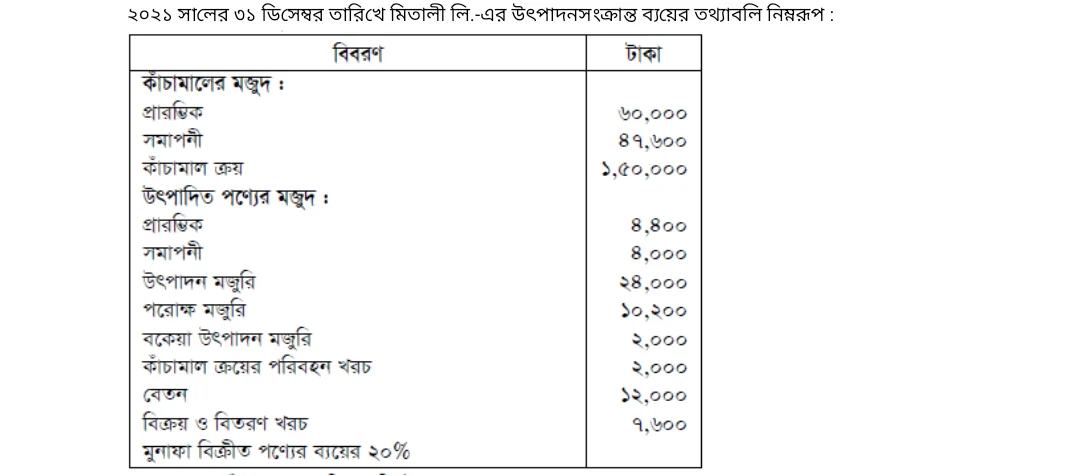 ২০২১ সালের ৩১ ডিসেম্বর তারিখে মিতালী লি.-এর উৎপাদনসংক্রান্ত ব্যয়ের তথ্যাবলি নিম্নরূপ :
বিবরণ টাকা
কাঁচামালের মজুদ :
প্রারম্ভিক ৬০,০০০
সমাপনী ৪৭,৬০০
কাঁচামাল ক্রয় ১,৫০,০০০
উৎপাদিত পণ্যের মজুদ :
প্রারম্ভিক ৪,৪০০
সমাপনী ৪,০০০
উৎপাদন মজুরি ২৪,০০০
পরোক্ষ মজুরি ১০,২০০
বকেয়া উৎপাদন মজুরি ২,০০০
কাঁচামাল ক্রয়ের পরিবহন খরচ ২,০০০
বেতন ১২,০০০
বিক্রয় ও বিতরণ খরচ ৭,৬০০
মুনাফা বিক্রীত পণ্যের ব্যয়ের ২০%